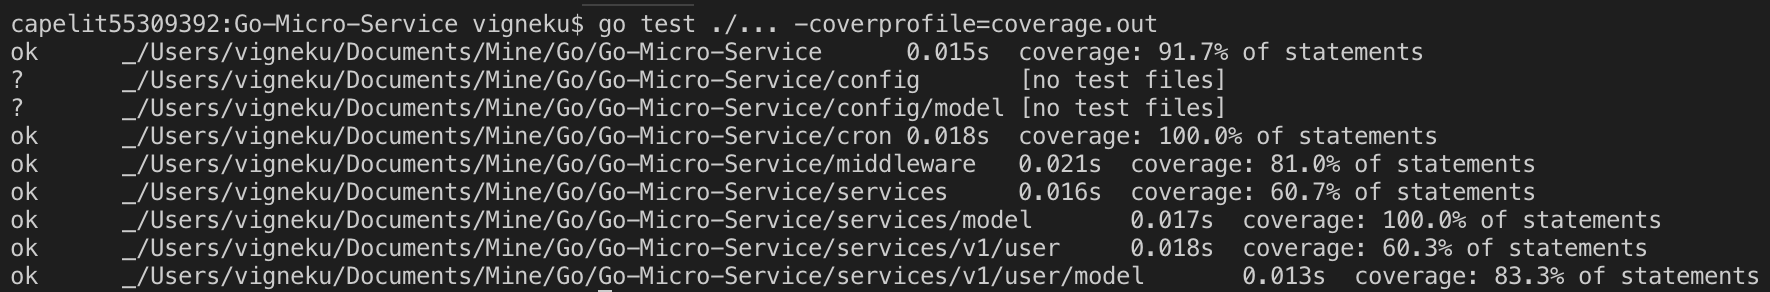 capelit55309392:Go-Micro-Service vigneku$ go test ./... -coverprofile=coverage.out
ok      _/Users/vigneku/Documents/Mine/Go/Go-Micro-Service      0.015s  coverage: 91.7% of statements
?       _/Users/vigneku/Documents/Mine/Go/Go-Micro-Service/config       [no test files]
?       _/Users/vigneku/Documents/Mine/Go/Go-Micro-Service/config/model [no test files]
ok      _/Users/vigneku/Documents/Mine/Go/Go-Micro-Service/cron 0.018s  coverage: 100.0% of statements
ok      _/Users/vigneku/Documents/Mine/Go/Go-Micro-Service/middleware   0.021s  coverage: 81.0% of statements
ok      _/Users/vigneku/Documents/Mine/Go/Go-Micro-Service/services     0.016s  coverage: 60.7% of statements
ok      _/Users/vigneku/Documents/Mine/Go/Go-Micro-Service/services/model       0.017s  coverage: 100.0% of statements
ok      _/Users/vigneku/Documents/Mine/Go/Go-Micro-Service/services/v1/user     0.018s  coverage: 60.3% of statements
ok      _/Users/vigneku/Documents/Mine/Go/Go-Micro-Service/services/v1/user/model       0.013s  coverage: 83.3% of statements